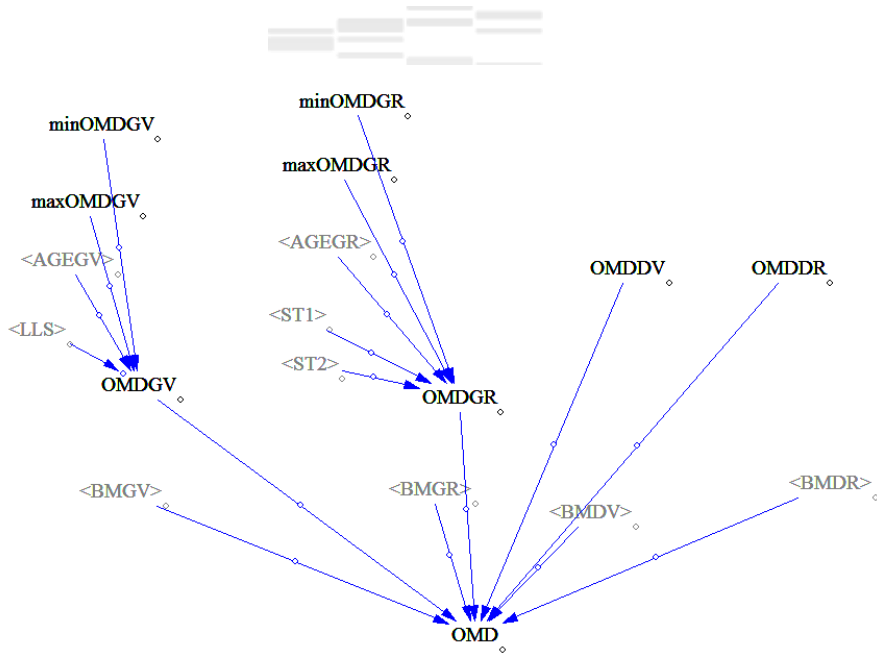 minOMDGR
minOMDGV
maxOMDGR
maxOMDGV
<AGEGR>
<AGEGV>
OMDDV
OMDDR
<ST1>
<LLS>
<ST2>
OMDGV
OMDGR
<BMDR>
<BMGV>
<BMGR>
<BMDV>
OMD